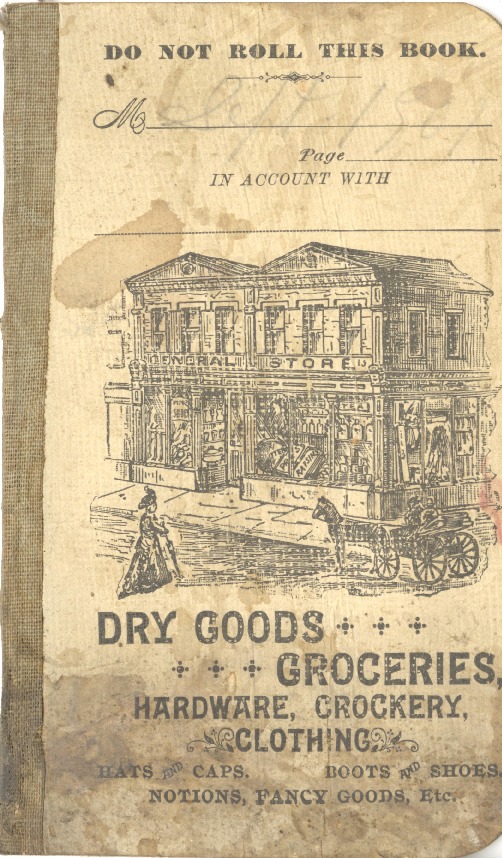 DO NOT ROLL THIS BOOK.
M
Page
IN ACCOUNT WITH
GENERAL STORE
DRY GOODS
GROCERIES,
HARDWARE, CROCKERY,
CLOTHING
HATS AND CAPS. BOOTS AND SHOES.
NOTIONS, FANCY GOODS, Etc.